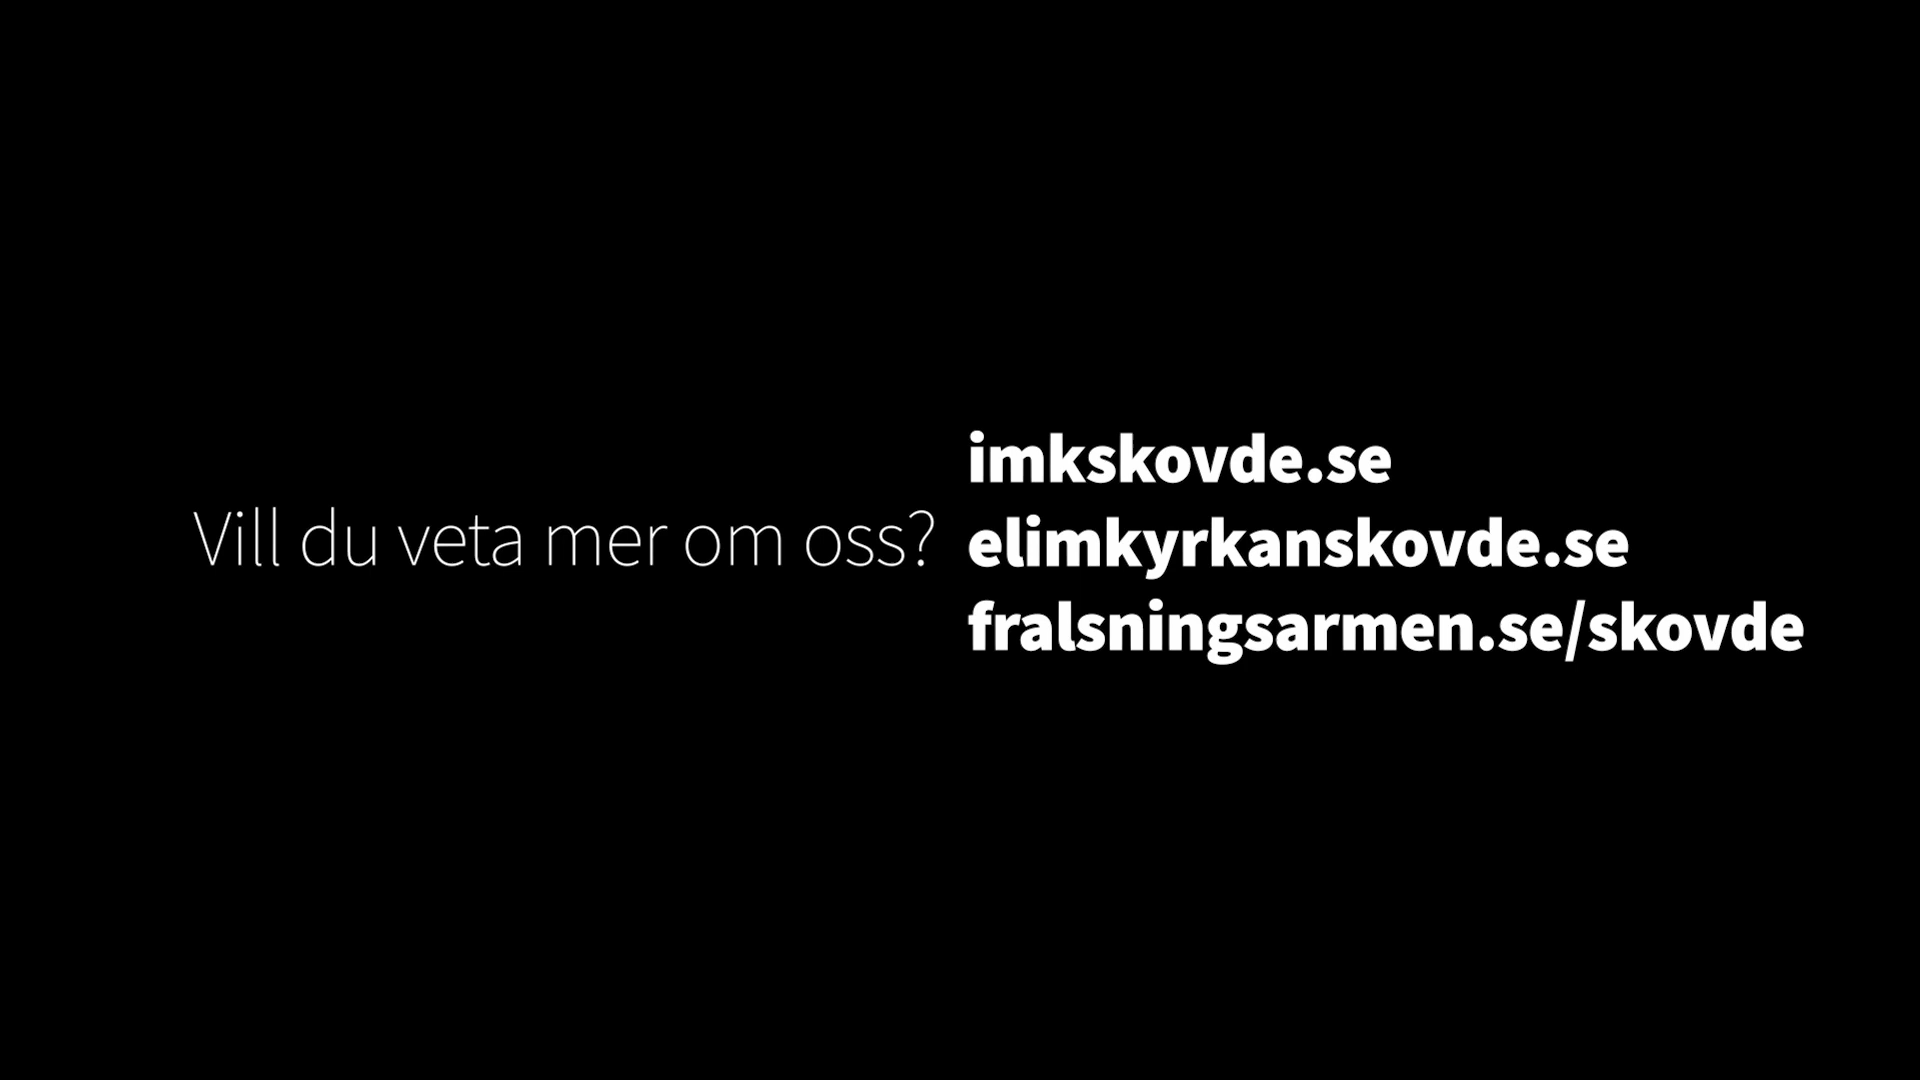 Vill du veta mer om oss?
imkskovde.se
elimkyrkanskovde.se
fralsningsarmen.se/skovde